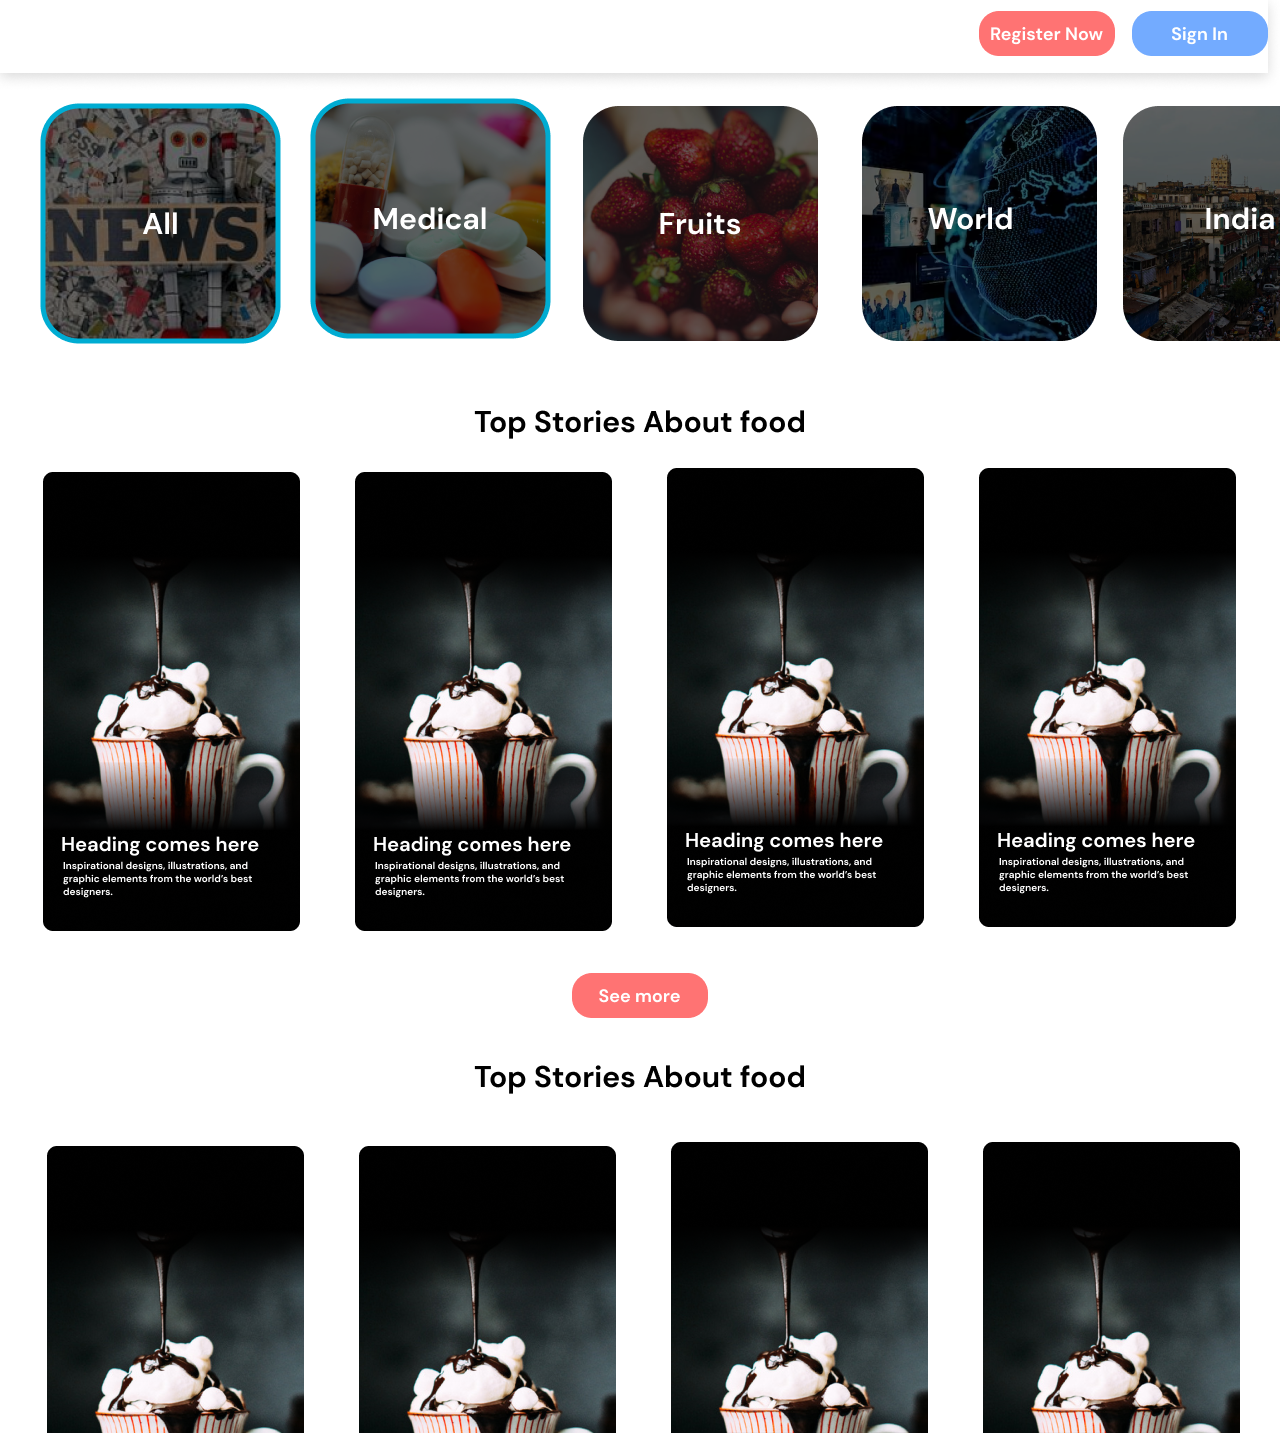 Register Now
Sign In
NEWS
All
Medical
Fruits
World
India
Top Stories About food
Heading comes here
Inspirational designs, illustrations, and
graphic elements from the world's best
designers.
Heading comes here
Inspirational designs, illustrations, and
graphic elements from the world's best
designers.
Heading comes here
Inspirational designs, illustrations, and
graphic elements from the world's best
designers.
Heading comes here
Inspirational designs, illustrations, and
graphic elements from the world's best
designers.
See more
Top Stories About food